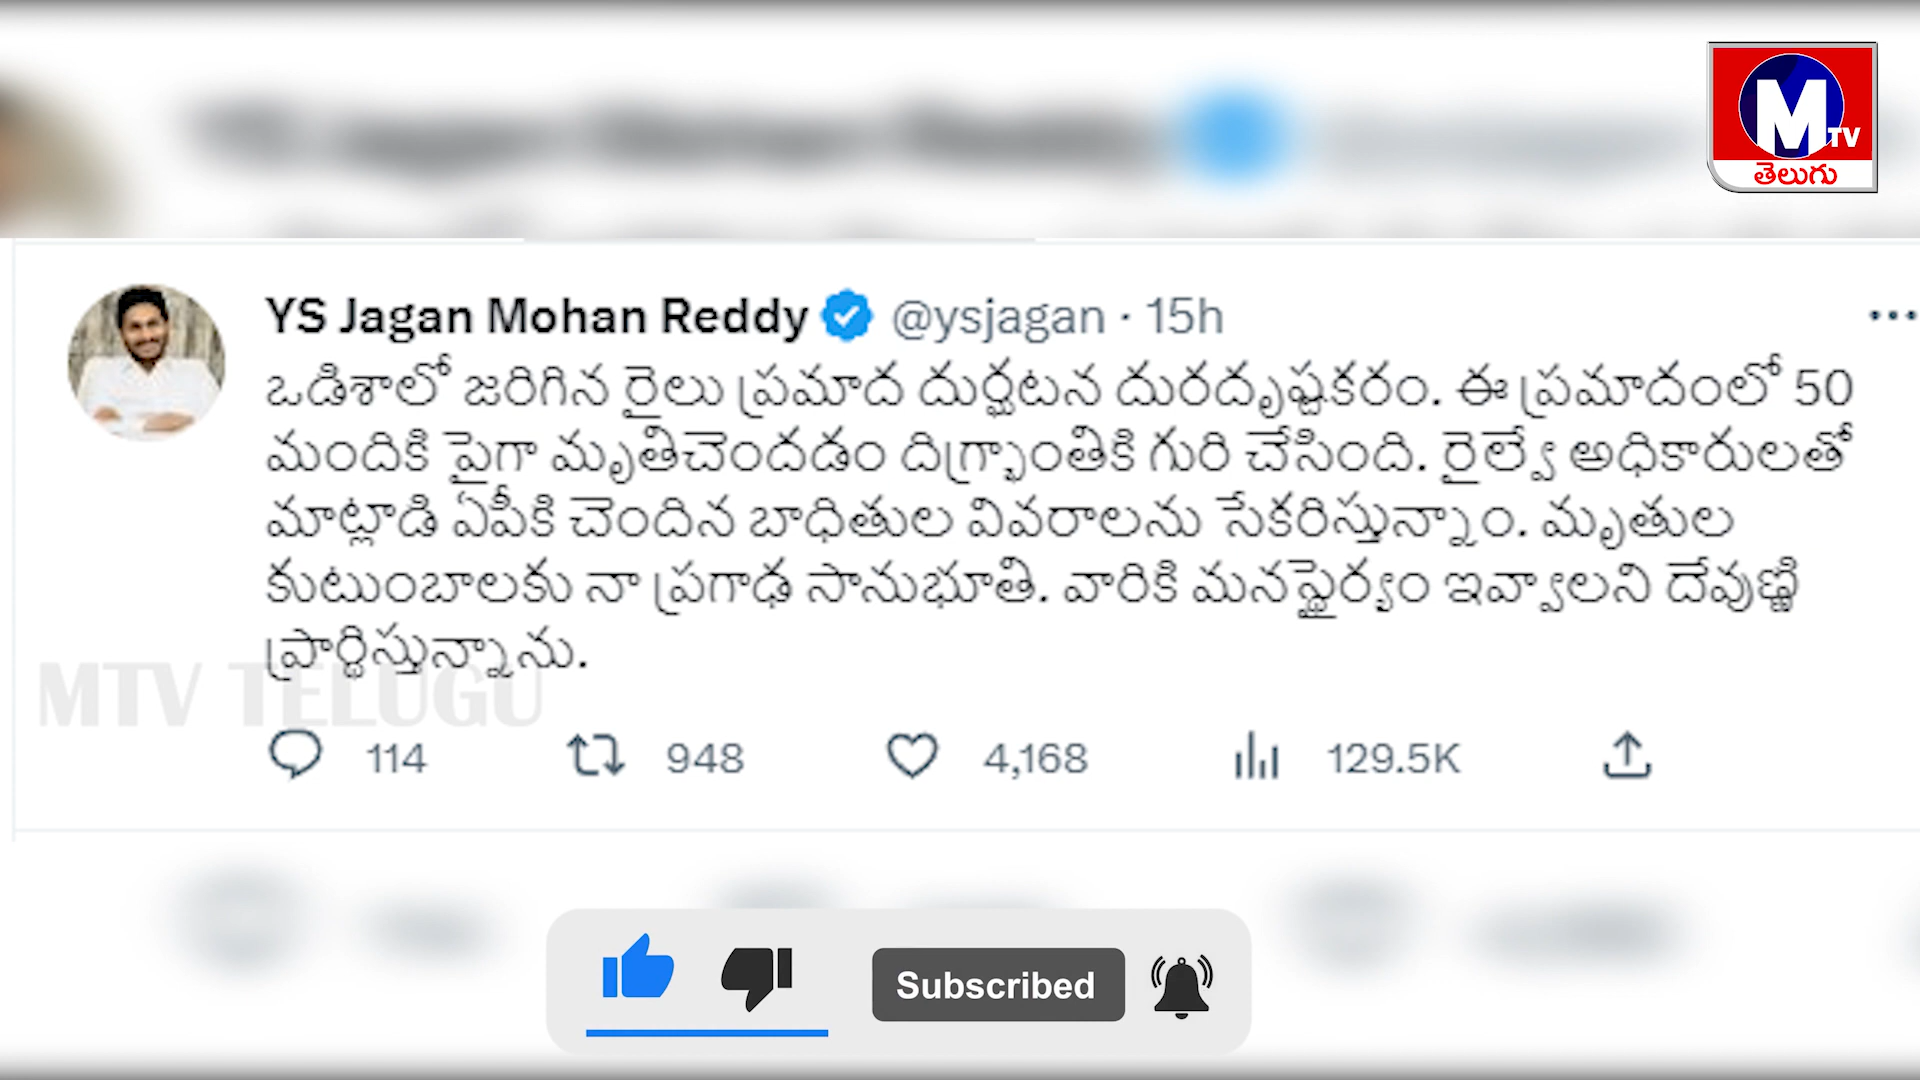 M TV
తెలుగు
YS Jagan Mohan Reddy @ysjagan · 15h
ఒడిశాలో జరిగిన రైలు ప్రమాద దుర్ఘటన దురదృష్టకరం. ఈ ప్రమాదంలో 50
మందికి పైగా మృతిచెందడం దిగ్భ్రాంతికి గురి చేసింది. రైల్వే అధికారులతో
మాట్లాడి ఏపీకి చెందిన బాధితుల వివరాలను సేకరిస్తున్నాం. మృతుల
కుటుంబాలకు నా ప్రగాఢ సానుభూతి. వారికి మనస్థైర్యం ఇవ్వాలని దేవుణ్ణి
ప్రార్థిస్తున్నాను.
MTV TELUGU
114 948 4,168 129.5K
Subscribed